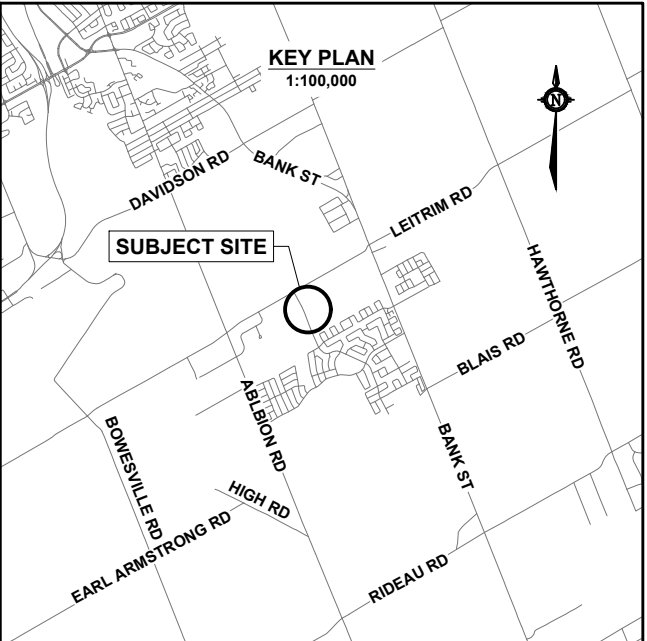 KEY PLAN
1:100,000
N
DAVIDSON RD
BANK ST
LEITRIM RD
SUBJECT SITE
HAWTHORNE RD
BLAIS RD
ABLBION RD
BOWESVILLE RD
BANK ST
HIGH RD
EARL ARMSTRONG RD
RIDEAU RD